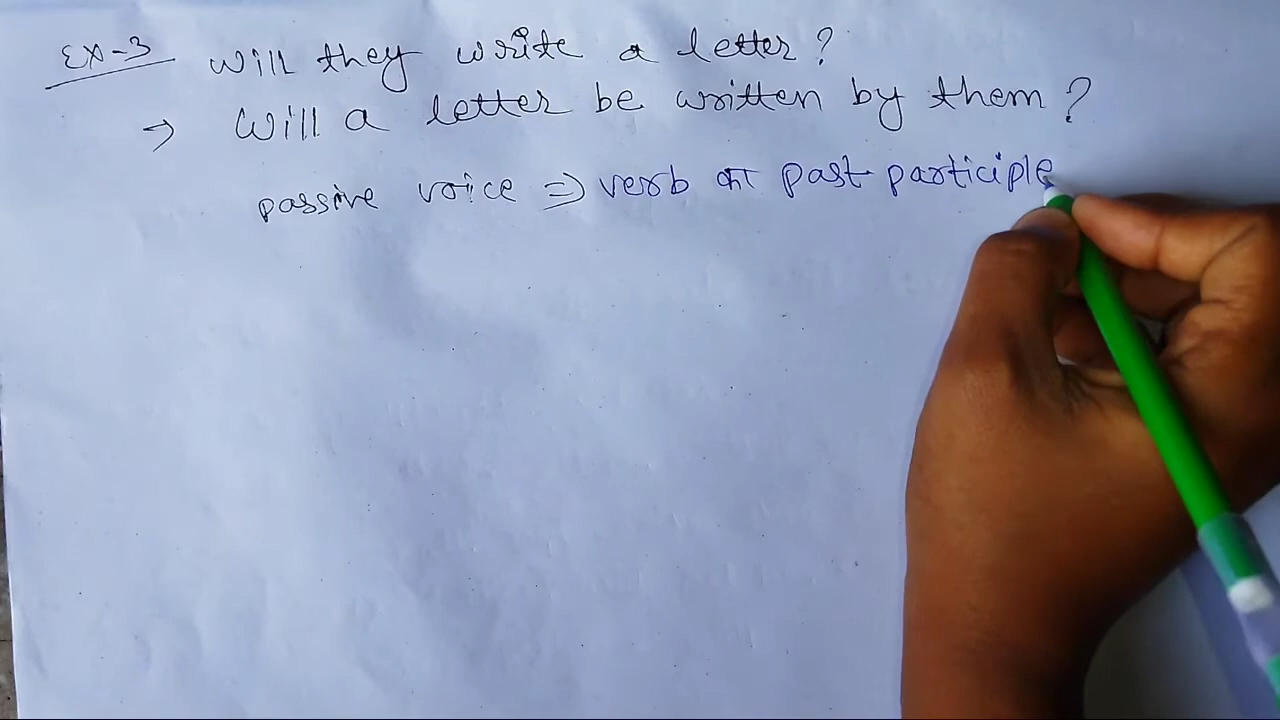 Ex-3 Will they write a letter?
→ Will a letter be written by them?
passive voice ⇒ verb का past participle